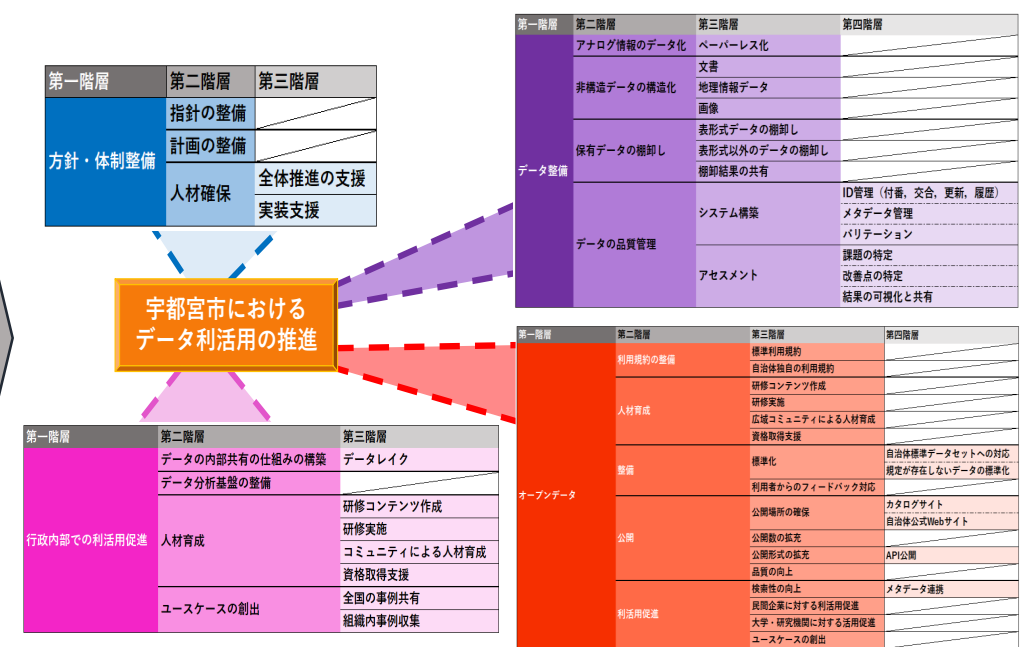 第一階層 第二階層 第三階層
方針・体制整備 指針の整備
計画の整備
人材確保 全体推進の支援
実装支援
宇都宮市における
データ利活用の推進
第一階層 第二階層 第三階層
行政内部での利活用促進 データの内部共有の仕組みの構築 データレイク
データ分析基盤の整備
人材育成 研修コンテンツ作成
研修実施
コミュニティによる人材育成
資格取得支援
ユースケースの創出 全国の事例共有
組織内事例収集
第一階層 第二階層 第三階層 第四階層
データ整備 アナログ情報のデータ化 ペーパーレス化
非構造データの構造化 文書
地理情報データ
画像
保有データの棚卸し 表形式データの棚卸し
表形式以外のデータの棚卸し
棚卸結果の共有
データの品質管理 システム構築 ID管理（付番，交合，更新，履歴）
メタデータ管理
バリテーション
アセスメント 課題の特定
改善点の特定
結果の可視化と共有
第一階層 第二階層 第三階層 第四階層
オープンデータ 利用規約の整備 標準利用規約
自治体独自の利用規約
人材育成 研修コンテンツ作成
研修実施
広域コミュニティによる人材育成
資格取得支援
整備 標準化 自治体標準データセットへの対応
規定が存在しないデータの標準化
利用者からのフィードバック対応
公開 公開場所の確保 カタログサイト
自治体公式Webサイト
公開数の拡充
公開形式の拡充 API公開
品質の向上
利活用促進 検索性の向上 メタデータ連携
民間企業に対する利活用促進
大学・研究機関に対する活用促進
ユースケースの創出